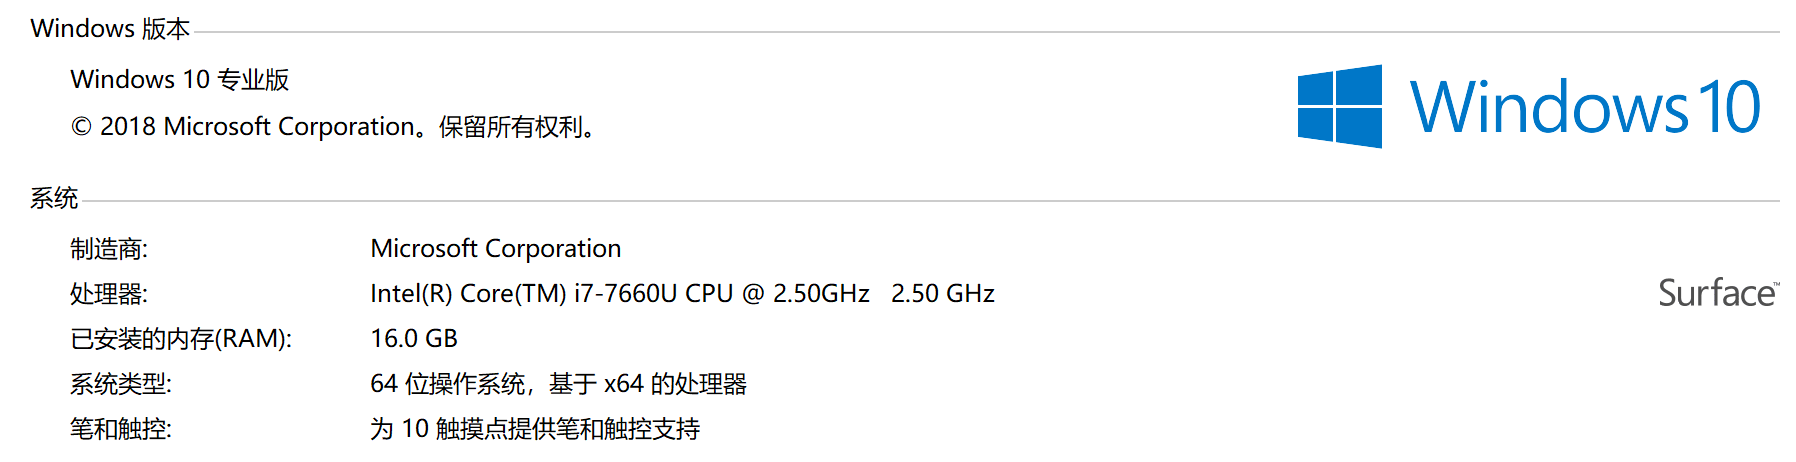 Windows 版本
Windows 10 专业版
© 2018 Microsoft Corporation。保留所有权利。
Windows 10
系统
制造商: Microsoft Corporation
处理器: Intel(R) Core(TM) i7-7660U CPU @ 2.50GHz 2.50 GHz
Surface™
已安装的内存(RAM): 16.0 GB
系统类型: 64 位操作系统，基于 x64 的处理器
笔和触控: 为 10 触摸点提供笔和触控支持